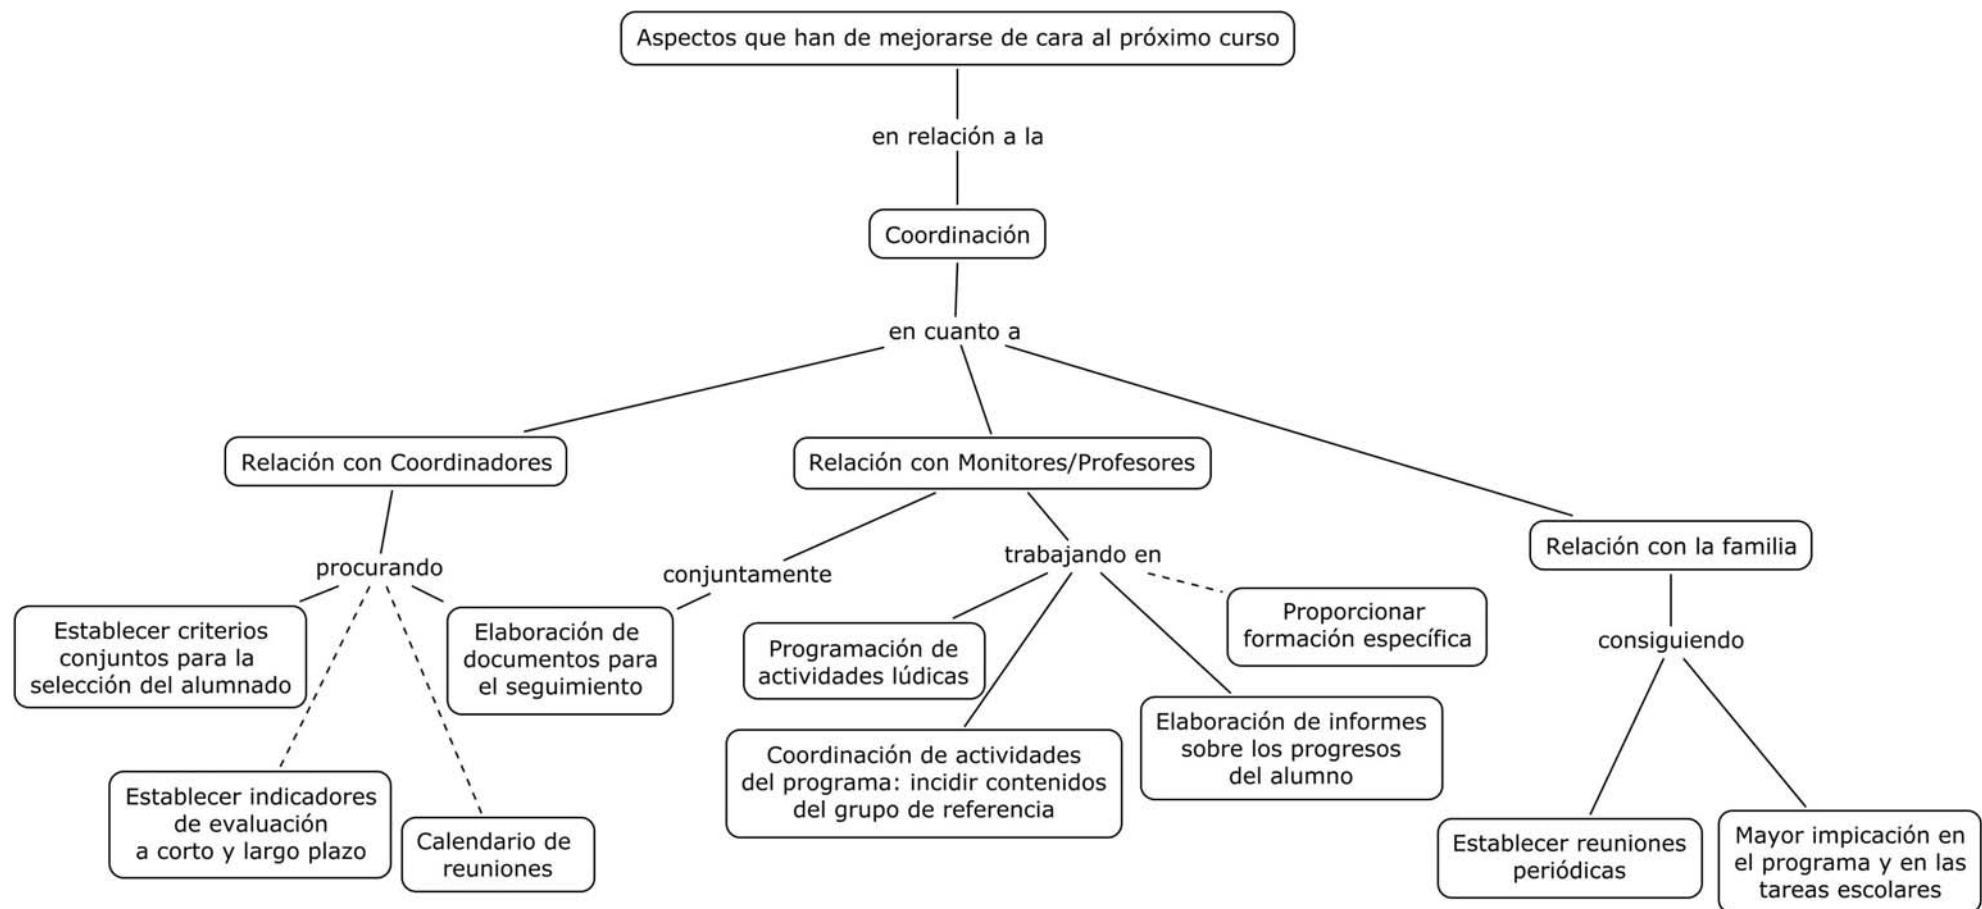 Aspectos que han de mejorarse de cara al próximo curso
en relación a la
Coordinación
en cuanto a
Relación con Coordinadores
Relación con Monitores/Profesores
Relación con la familia
procurando
conjuntamente
trabajando en
consiguiendo
Establecer criterios
conjuntos para la
selección del alumnado
Elaboración de
documentos para
el seguimiento
Programación de
actividades lúdicas
Proporcionar
formación específica
Establecer indicadores
de evaluación
a corto y largo plazo
Calendario de
reuniones
Coordinación de actividades
del programa: incidir contenidos
del grupo de referencia
Elaboración de informes
sobre los progresos
del alumno
Establecer reuniones
periódicas
Mayor impicación en
el programa y en las
tareas escolares